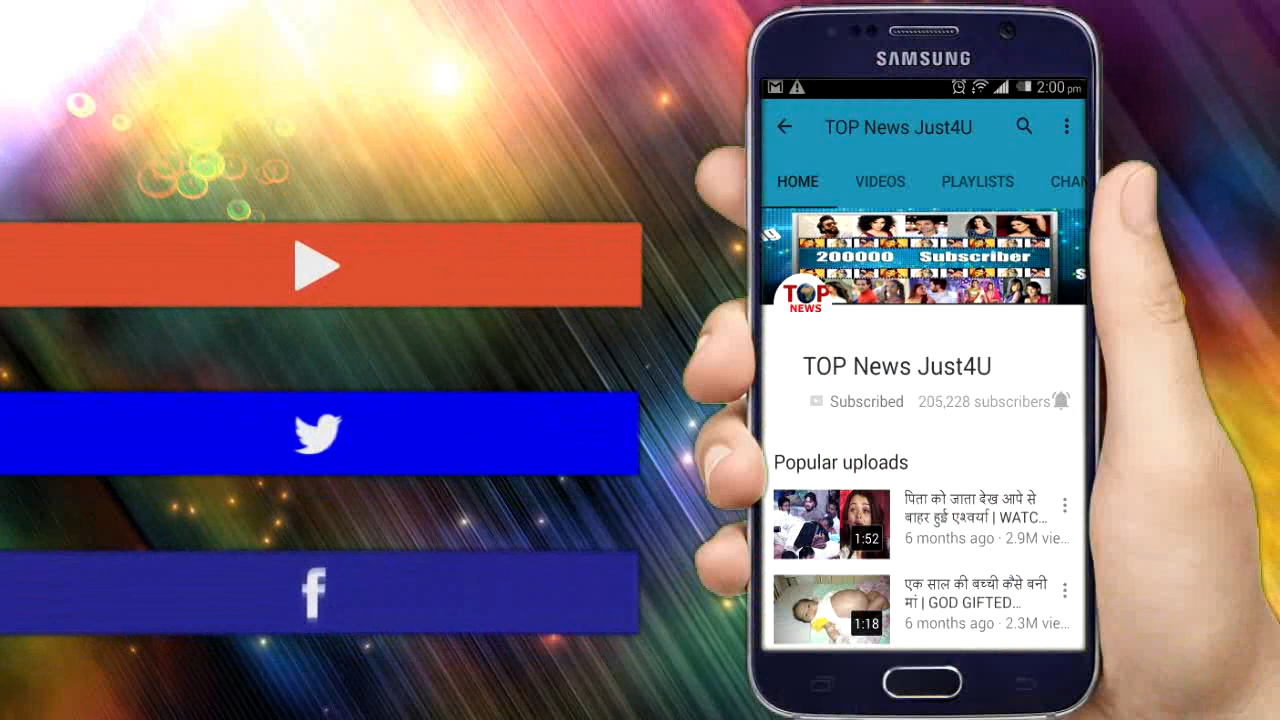 SAMSUNG
2:00 pm
TOP News Just4U
HOME VIDEOS PLAYLISTS CHAN
200000 Subscriber
TOP
NEWS
TOP News Just4U
Subscribed 205,228 subscribers
Popular uploads
पिता को जाता देख आपे से
बाहर हुई एश्वर्या | WATC...
6 months ago · 2.9M vie...
1:52
एक साल की बच्ची कैसे बनी
मां | GOD GIFTED...
6 months ago · 2.3M vie...
1:18